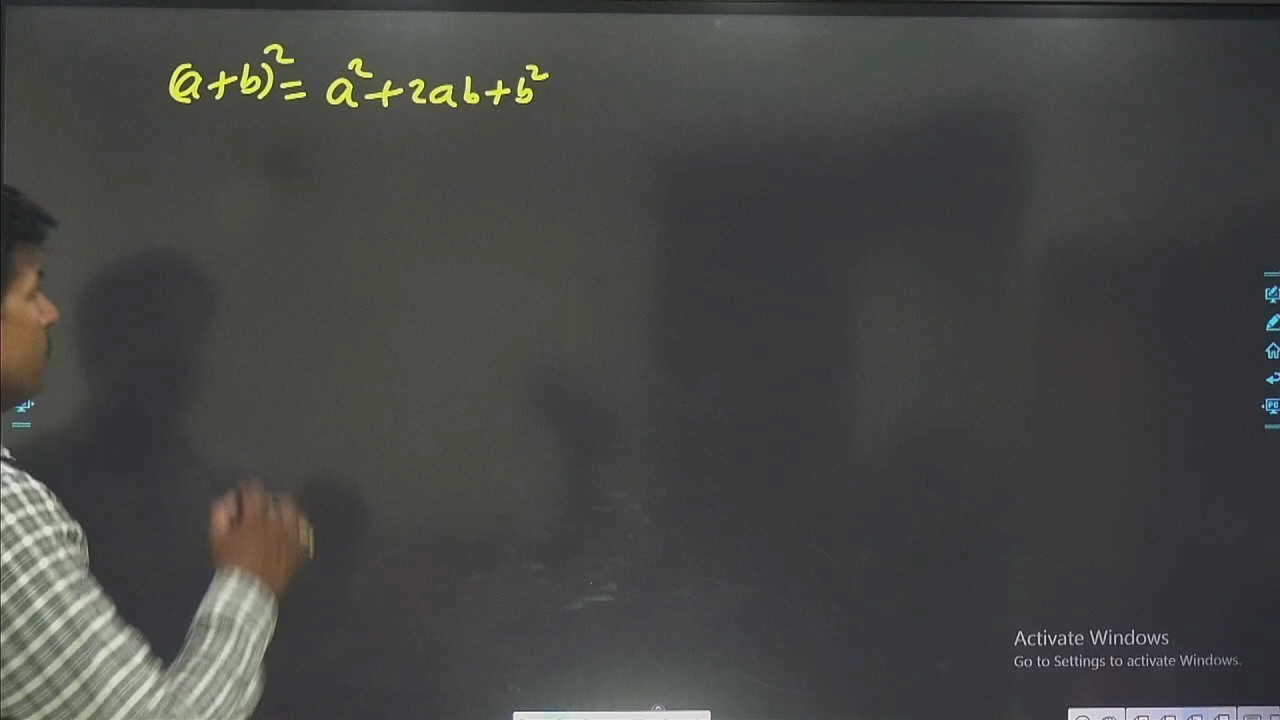 (a+b)²= a²+2ab+b²
Activate Windows
Go to Settings to activate Windows.